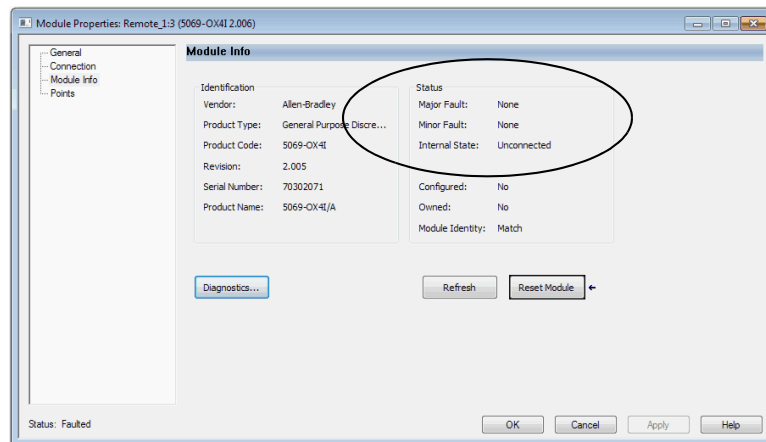 Module Properties: Remote_1:3 (5069-OX4I 2.006)
General
Connection
Module Info
Points
Module Info
Identification
Vendor: Allen-Bradley
Product Type: General Purpose Discre...
Product Code: 5069-OX4I
Revision: 2.005
Serial Number: 70302071
Product Name: 5069-OX4I/A
Status
Major Fault: None
Minor Fault: None
Internal State: Unconnected
Configured: No
Owned: No
Module Identity: Match
Diagnostics...
Refresh
Reset Module
Status: Faulted
OK
Cancel
Apply
Help